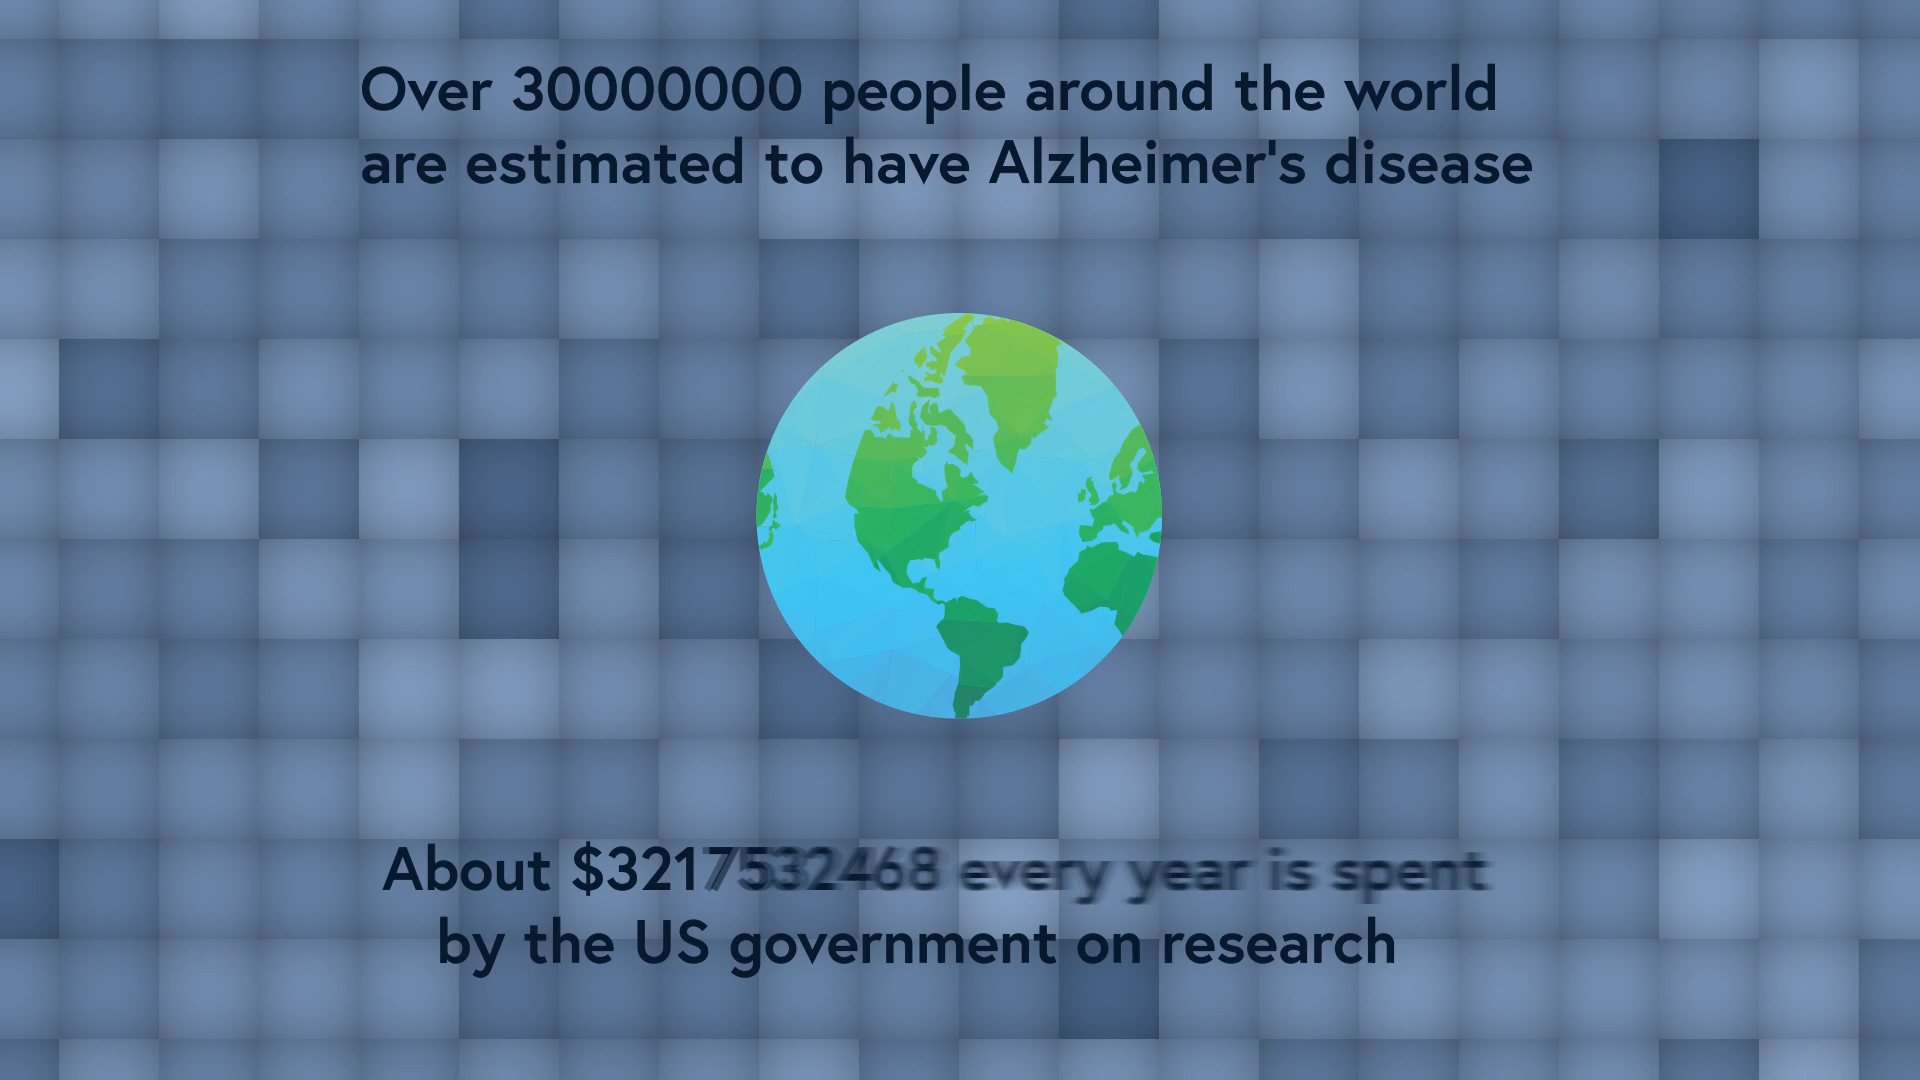 Over 30000000 people around the world
are estimated to have Alzheimer's disease
About $3217532468 every year is spent
by the US government on research